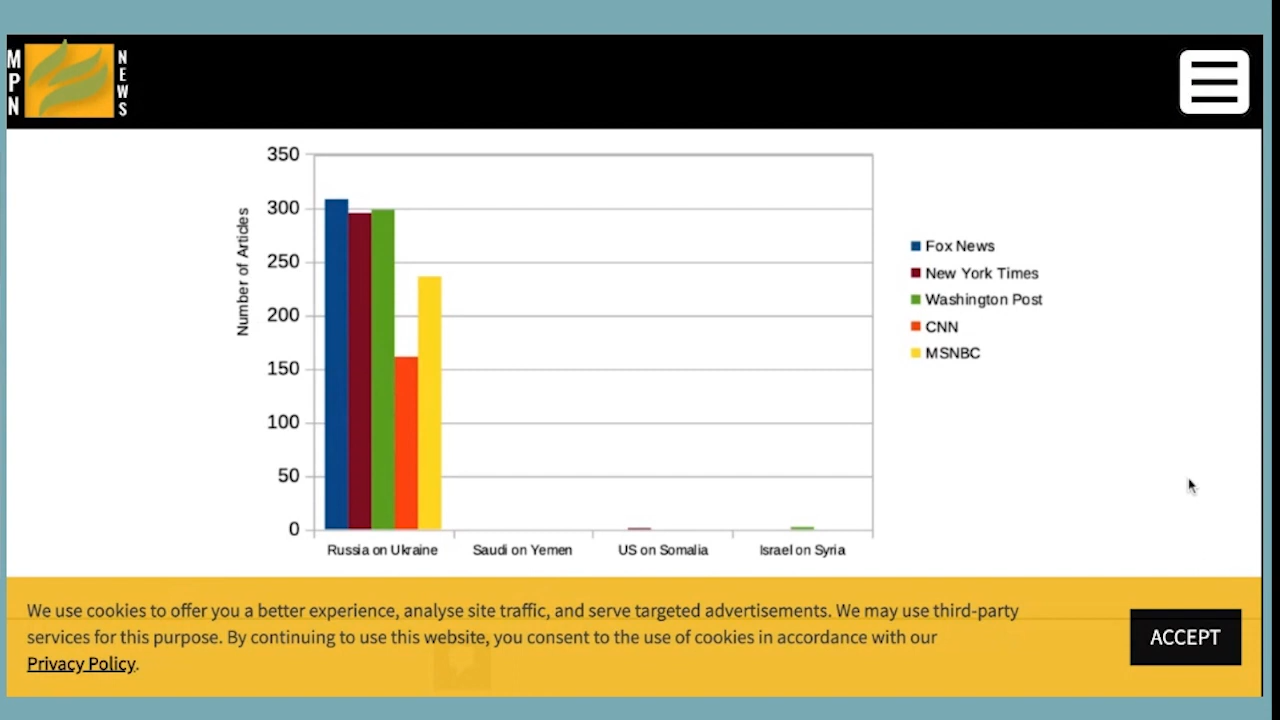 MPN
NEWS
350
300
250
200
150
100
50
0
Number of Articles
Fox News
New York Times
Washington Post
CNN
MSNBC
Russia on Ukraine
Saudi on Yemen
US on Somalia
Israel on Syria
We use cookies to offer you a better experience, analyse site traffic, and serve targeted advertisements. We may use third-party
services for this purpose. By continuing to use this website, you consent to the use of cookies in accordance with our
Privacy Policy.
ACCEPT